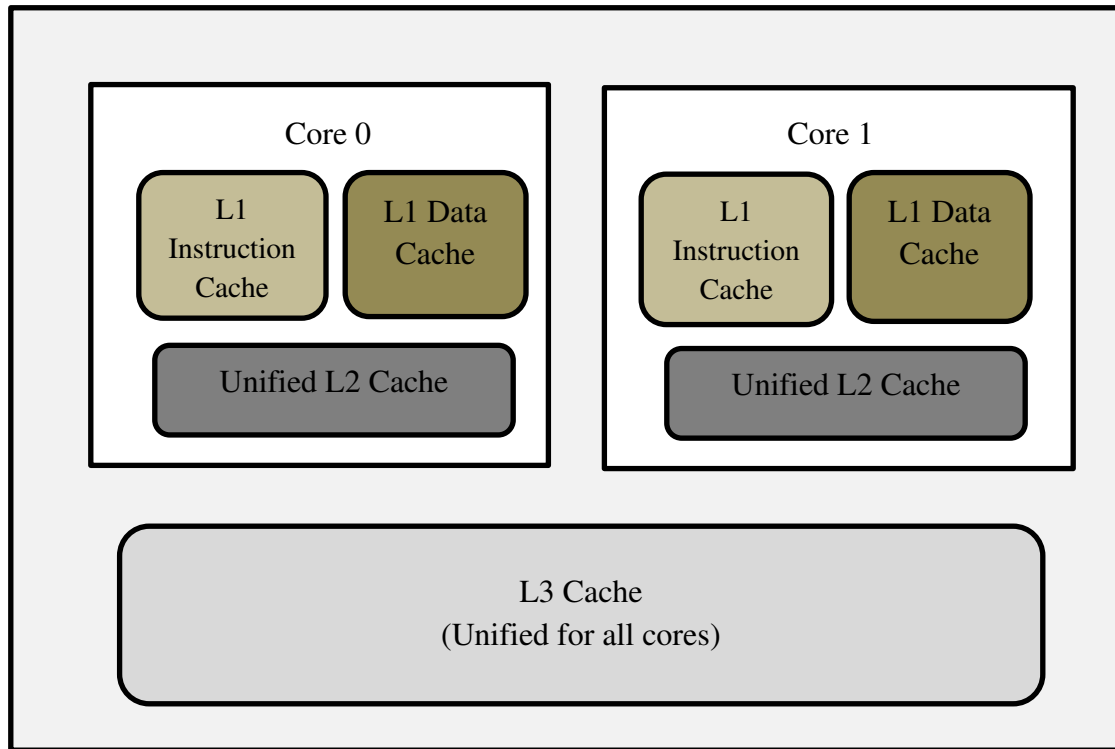 Core 0
L1
Instruction
Cache
L1 Data
Cache
Unified L2 Cache
Core 1
L1
Instruction
Cache
L1 Data
Cache
Unified L2 Cache
L3 Cache
(Unified for all cores)